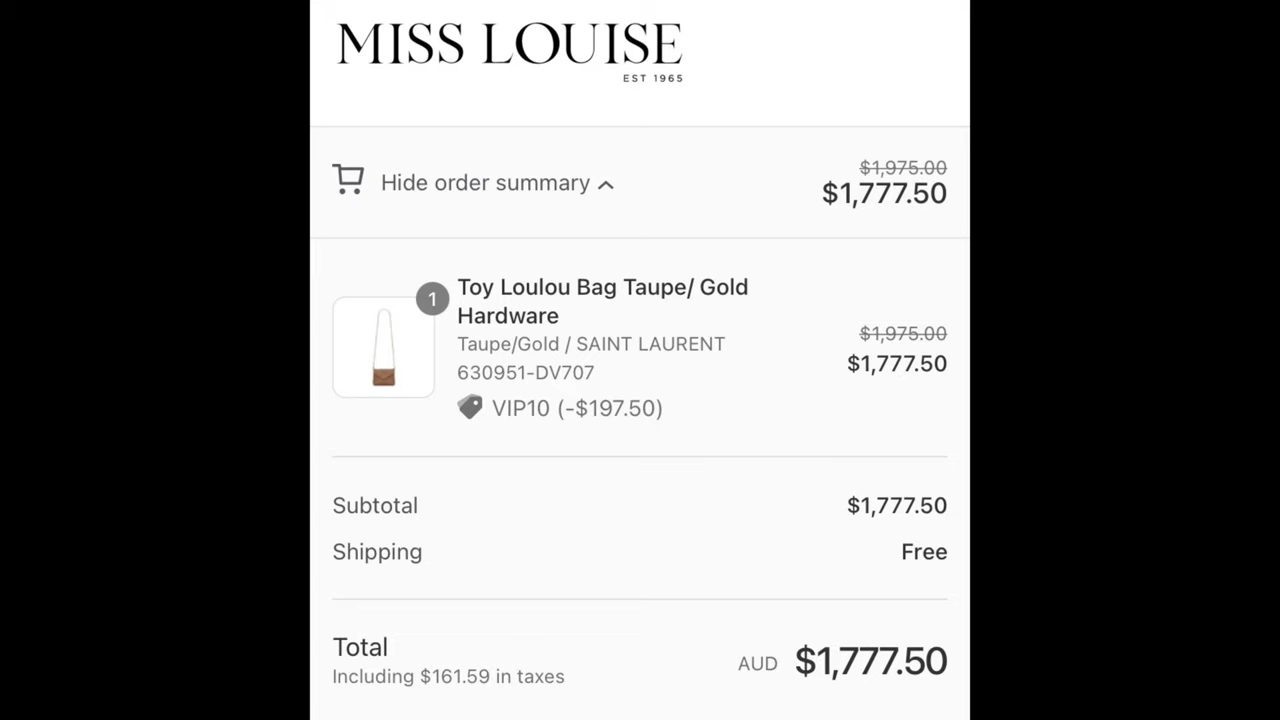 MISS LOUISE
EST 1965
Hide order summary
$1,975.00
$1,777.50
1
Toy Loulou Bag Taupe/ Gold
Hardware
Taupe/Gold / SAINT LAURENT
630951-DV707
VIP10 (-$197.50)
$1,975.00
$1,777.50
Subtotal $1,777.50
Shipping Free
Total
Including $161.59 in taxes
AUD $1,777.50